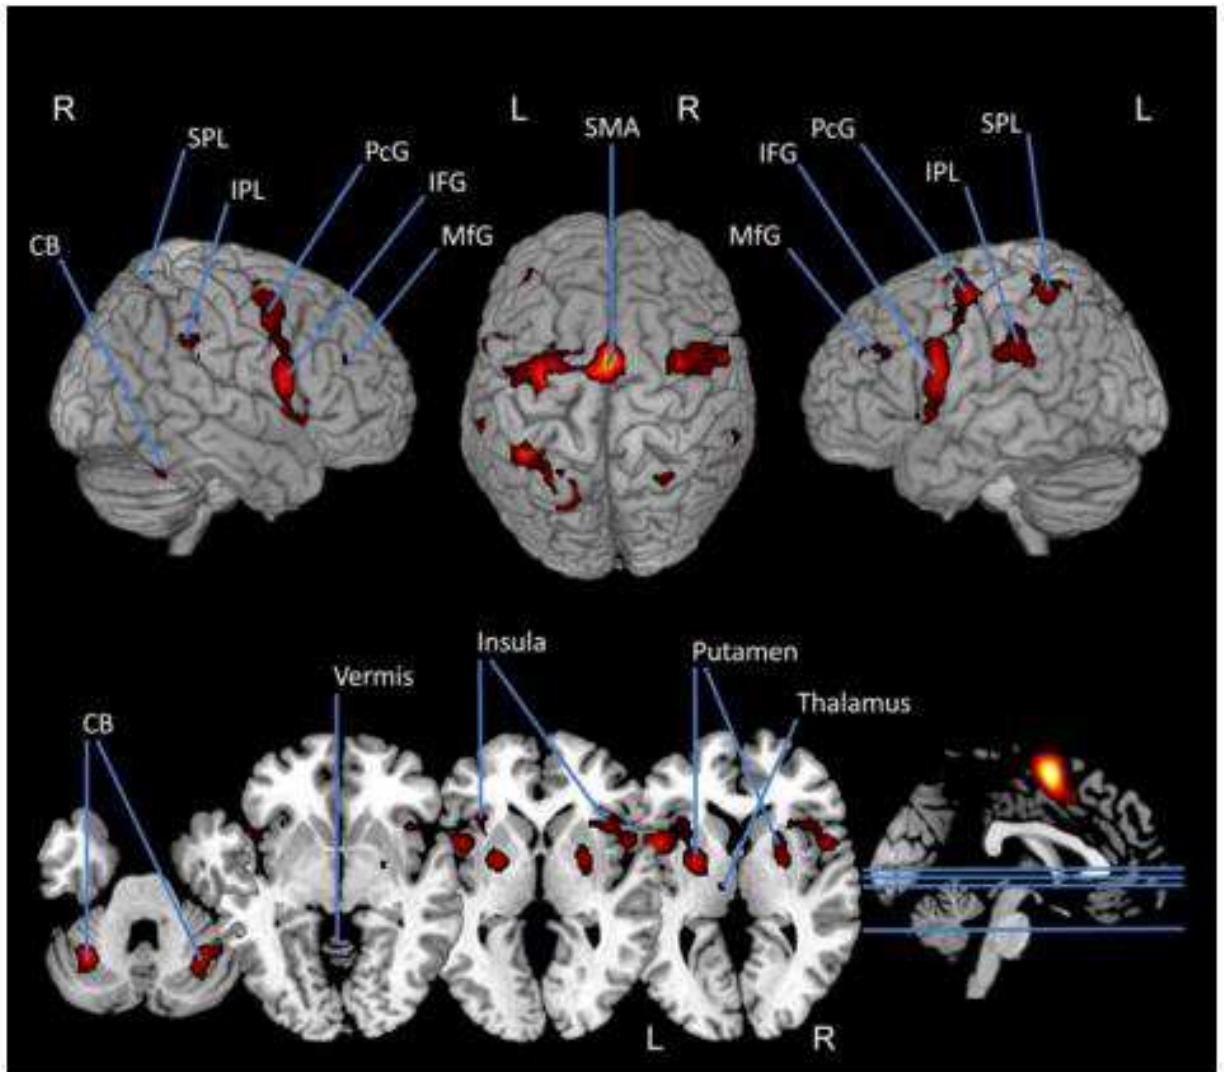 R
L
SMA
R
L
SPL
PcG
IPL
IFG
CB
MfG
PcG
SPL
IFG
IPL
MfG
Insula
Putamen
Vermis
Thalamus
CB
L
R